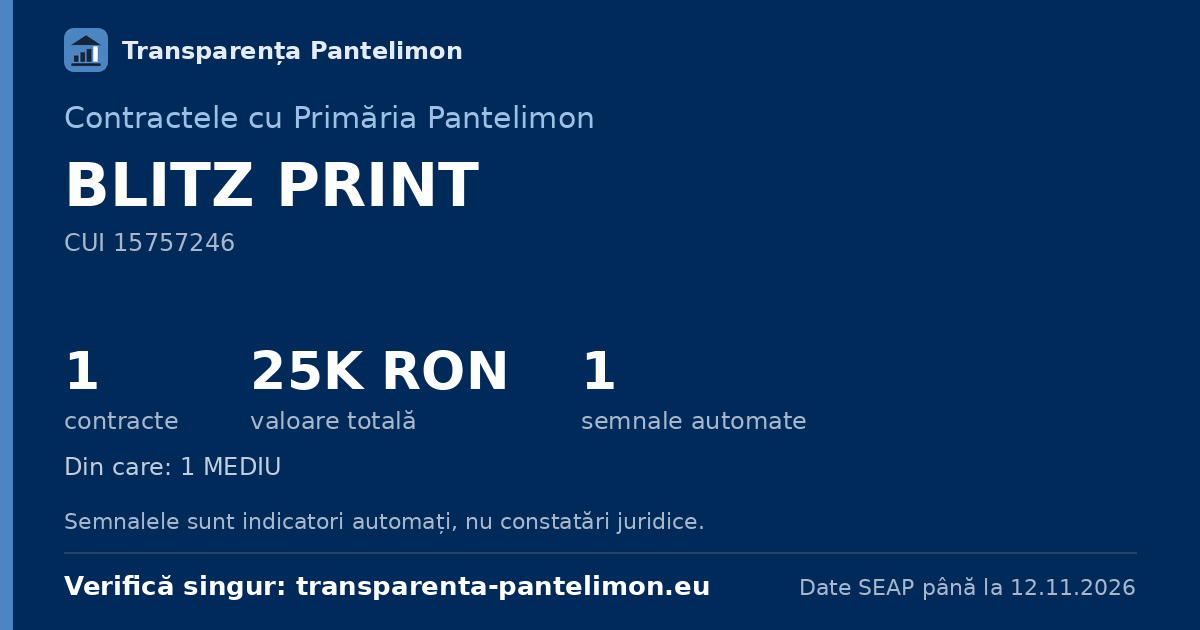 Transparența Pantelimon
Contractele cu Primăria Pantelimon
BLITZ PRINT
CUI 15757246
1 25K RON 1
contracte valoare totală semnale automate
Din care: 1 MEDIU
Semnalele sunt indicatori automați, nu constatări juridice.
Verifică singur: transparenta-pantelimon.eu Date SEAP până la 12.11.2026